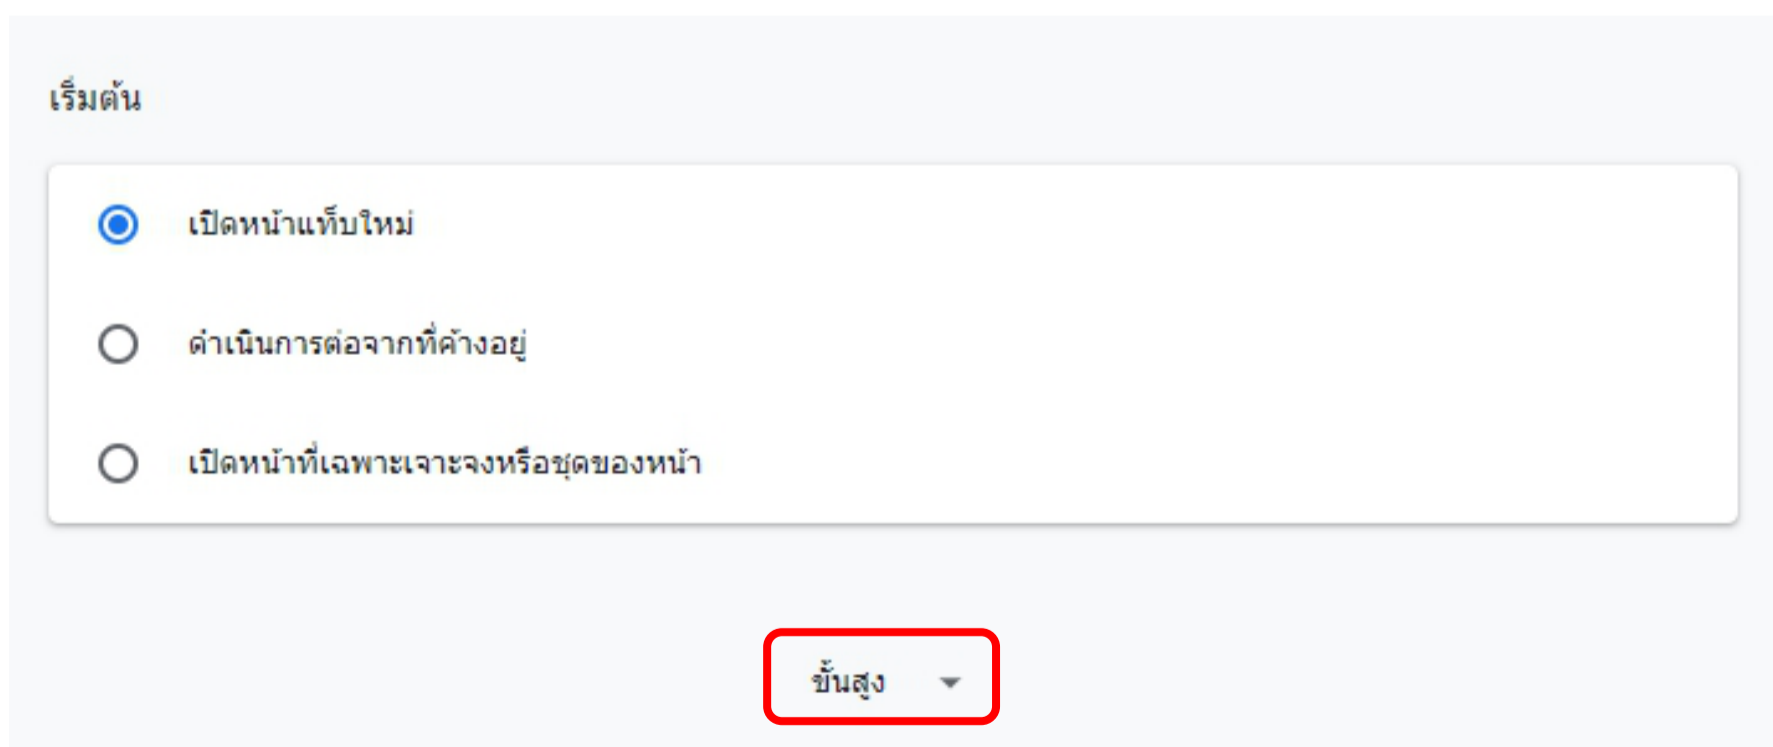 เริ่มต้น
เปิดหน้าแท็บใหม่
ดำเนินการต่อจากที่ค้างอยู่
เปิดหน้าที่เฉพาะเจาะจงหรือชุดของหน้า
ขั้นสูง